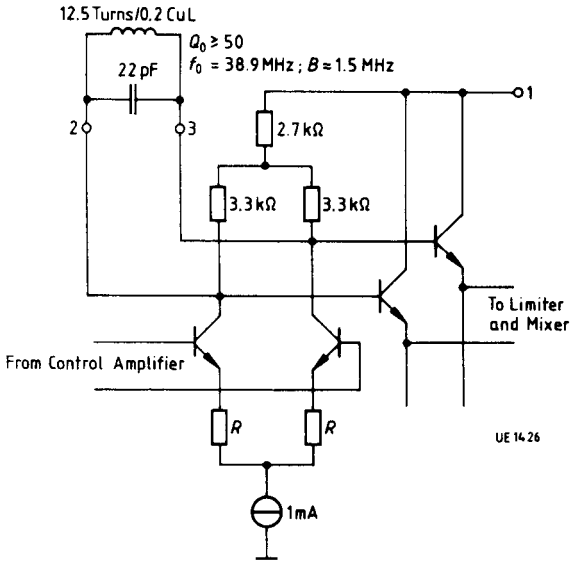 12.5 Turns/0.2 CuL
Q₀ ≥ 50
f₀ = 38.9 MHz ; B ≈ 1.5 MHz
22 pF
1
2
3
2.7 kΩ
3.3 kΩ
3.3 kΩ
To Limiter
and Mixer
From Control Amplifier
R
R
UE 1426
1mA